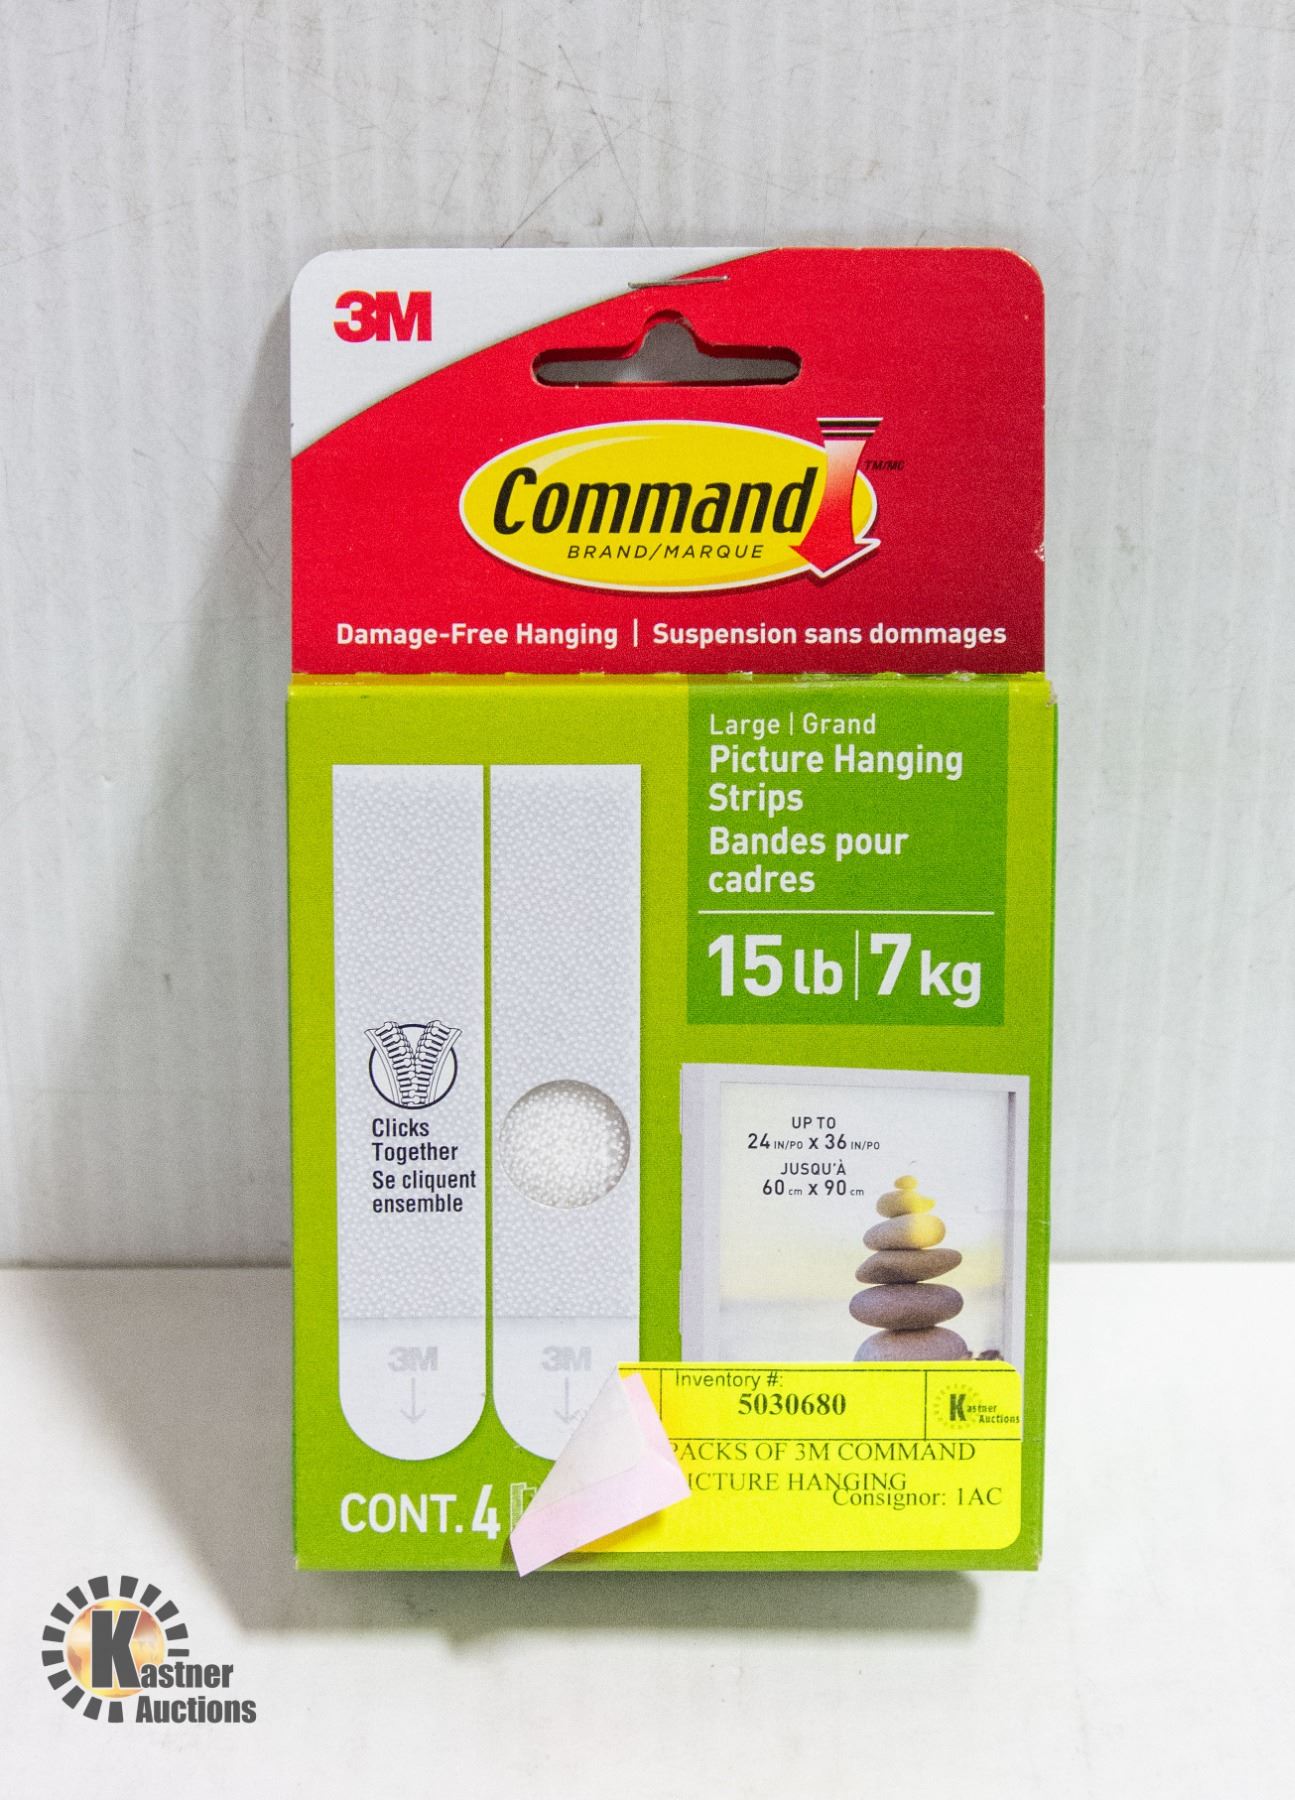 3M
Command
TM/MC
BRAND/MARQUE
Damage-Free Hanging | Suspension sans dommages
Large | Grand
Picture Hanging
Strips
Bandes pour
cadres
15 lb | 7 kg
Clicks
Together
Se cliquent
ensemble
UP TO
24 IN/PO X 36 IN/PO
JUSQU'À
60 cm X 90 cm
3M
3M
Inventory #:
5030680
Kastner
Auctions
PACKS OF 3M COMMAND
PICTURE HANGING
Consignor: 1AC
CONT. 4
Kastner
Auctions